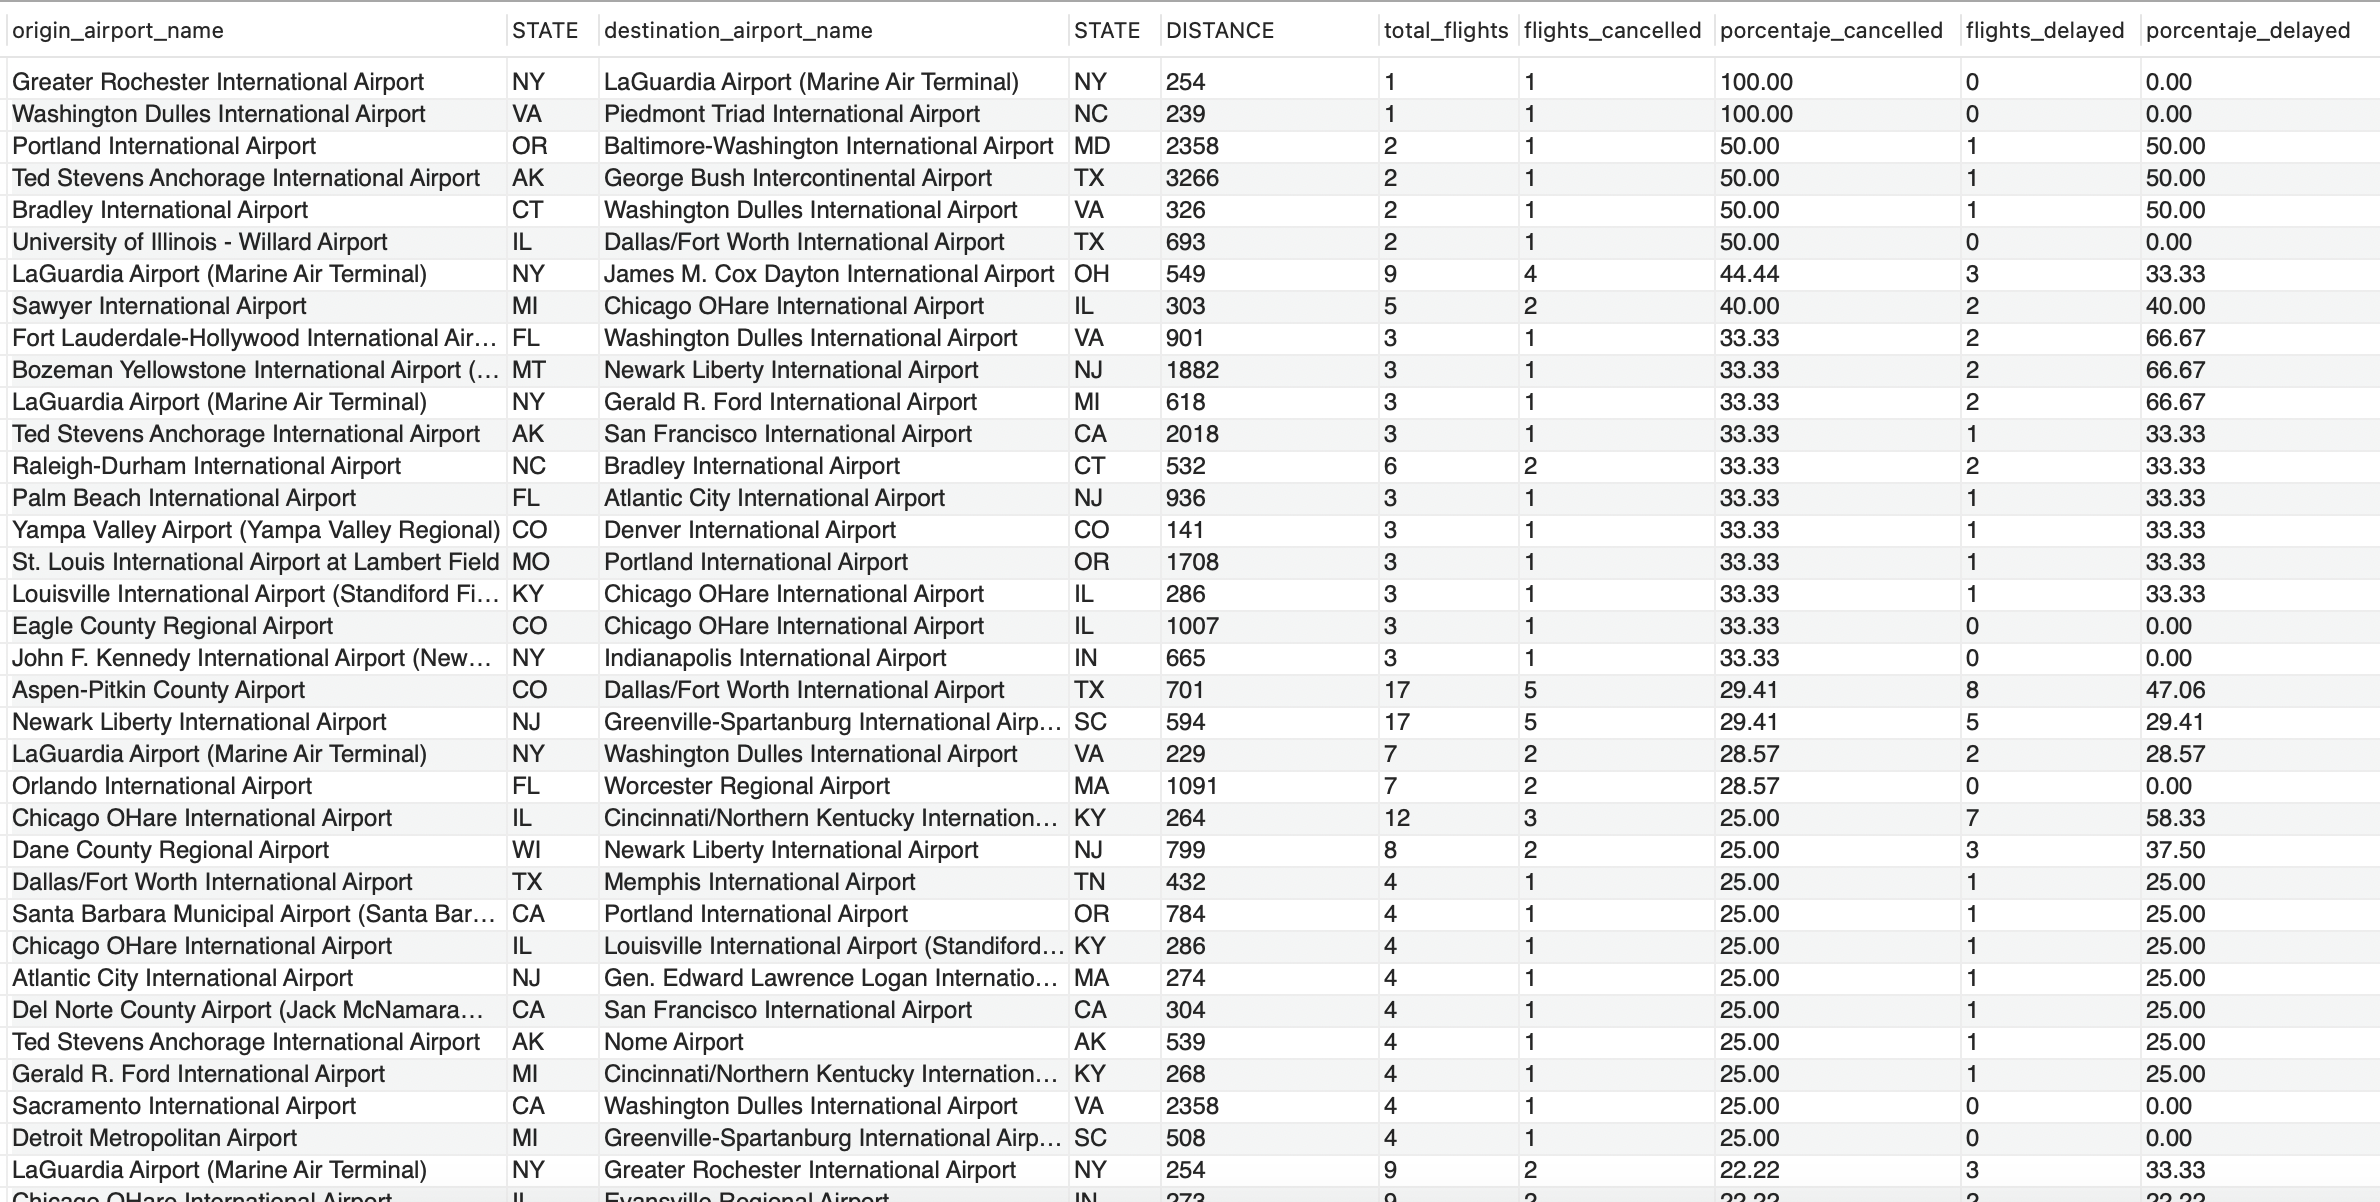 origin_airport_name STATE destination_airport_name STATE DISTANCE total_flights flights_cancelled porcentaje_cancelled flights_delayed porcentaje_delayed
Greater Rochester International Airport NY LaGuardia Airport (Marine Air Terminal) NY 254 1 1 100.00 0 0.00
Washington Dulles International Airport VA Piedmont Triad International Airport NC 239 1 1 100.00 0 0.00
Portland International Airport OR Baltimore-Washington International Airport MD 2358 2 1 50.00 1 50.00
Ted Stevens Anchorage International Airport AK George Bush Intercontinental Airport TX 3266 2 1 50.00 1 50.00
Bradley International Airport CT Washington Dulles International Airport VA 326 2 1 50.00 1 50.00
University of Illinois - Willard Airport IL Dallas/Fort Worth International Airport TX 693 2 1 50.00 0 0.00
LaGuardia Airport (Marine Air Terminal) NY James M. Cox Dayton International Airport OH 549 9 4 44.44 3 33.33
Sawyer International Airport MI Chicago OHare International Airport IL 303 5 2 40.00 2 40.00
Fort Lauderdale-Hollywood International Air... FL Washington Dulles International Airport VA 901 3 1 33.33 2 66.67
Bozeman Yellowstone International Airport (... MT Newark Liberty International Airport NJ 1882 3 1 33.33 2 66.67
LaGuardia Airport (Marine Air Terminal) NY Gerald R. Ford International Airport MI 618 3 1 33.33 2 66.67
Ted Stevens Anchorage International Airport AK San Francisco International Airport CA 2018 3 1 33.33 1 33.33
Raleigh-Durham International Airport NC Bradley International Airport CT 532 6 2 33.33 2 33.33
Palm Beach International Airport FL Atlantic City International Airport NJ 936 3 1 33.33 1 33.33
Yampa Valley Airport (Yampa Valley Regional) CO Denver International Airport CO 141 3 1 33.33 1 33.33
St. Louis International Airport at Lambert Field MO Portland International Airport OR 1708 3 1 33.33 1 33.33
Louisville International Airport (Standiford Fi... KY Chicago OHare International Airport IL 286 3 1 33.33 1 33.33
Eagle County Regional Airport CO Chicago OHare International Airport IL 1007 3 1 33.33 0 0.00
John F. Kennedy International Airport (New... NY Indianapolis International Airport IN 665 3 1 33.33 0 0.00
Aspen-Pitkin County Airport CO Dallas/Fort Worth International Airport TX 701 17 5 29.41 8 47.06
Newark Liberty International Airport NJ Greenville-Spartanburg International Airp... SC 594 17 5 29.41 5 29.41
LaGuardia Airport (Marine Air Terminal) NY Washington Dulles International Airport VA 229 7 2 28.57 2 28.57
Orlando International Airport FL Worcester Regional Airport MA 1091 7 2 28.57 0 0.00
Chicago OHare International Airport IL Cincinnati/Northern Kentucky Internation... KY 264 12 3 25.00 7 58.33
Dane County Regional Airport WI Newark Liberty International Airport NJ 799 8 2 25.00 3 37.50
Dallas/Fort Worth International Airport TX Memphis International Airport TN 432 4 1 25.00 1 25.00
Santa Barbara Municipal Airport (Santa Bar... CA Portland International Airport OR 784 4 1 25.00 1 25.00
Chicago OHare International Airport IL Louisville International Airport (Standiford... KY 286 4 1 25.00 1 25.00
Atlantic City International Airport NJ Gen. Edward Lawrence Logan Internatio... MA 274 4 1 25.00 1 25.00
Del Norte County Airport (Jack McNamara... CA San Francisco International Airport CA 304 4 1 25.00 1 25.00
Ted Stevens Anchorage International Airport AK Nome Airport AK 539 4 1 25.00 1 25.00
Gerald R. Ford International Airport MI Cincinnati/Northern Kentucky Internation... KY 268 4 1 25.00 1 25.00
Sacramento International Airport CA Washington Dulles International Airport VA 2358 4 1 25.00 0 0.00
Detroit Metropolitan Airport MI Greenville-Spartanburg International Airp... SC 508 4 1 25.00 0 0.00
LaGuardia Airport (Marine Air Terminal) NY Greater Rochester International Airport NY 254 9 2 22.22 3 33.33
Chicago OHare International Airport IL Evansville Regional Airport IN 273 9 2 22.22 2 22.22